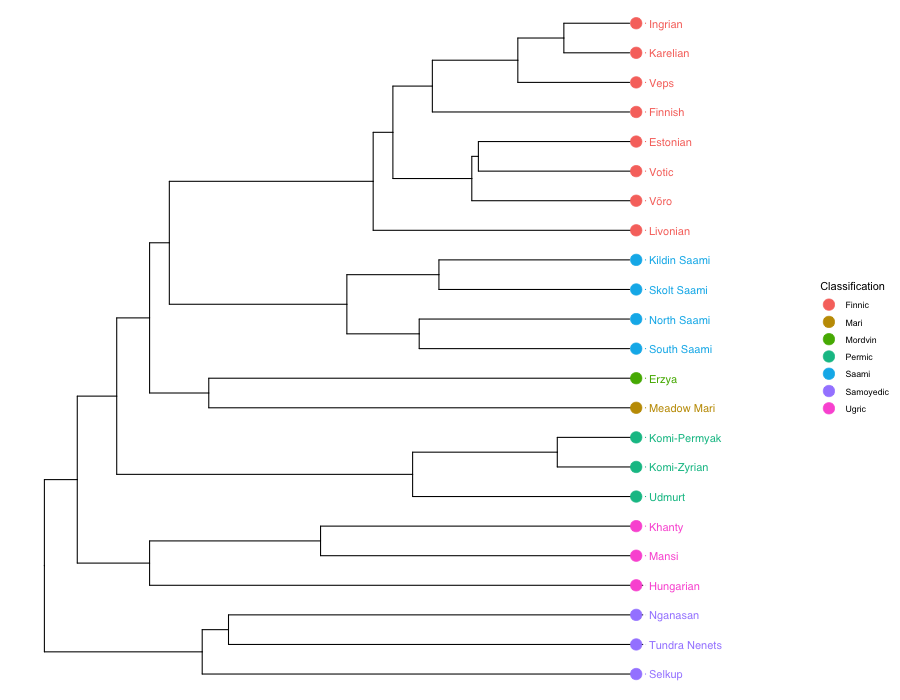 Ingrian
Karelian
Veps
Finnish
Estonian
Votic
Võro
Livonian
Kildin Saami
Skolt Saami
North Saami
South Saami
Erzya
Meadow Mari
Komi-Permyak
Komi-Zyrian
Udmurt
Khanty
Mansi
Hungarian
Nganasan
Tundra Nenets
Selkup
Classification
Finnic
Mari
Mordvin
Permic
Saami
Samoyedic
Ugric